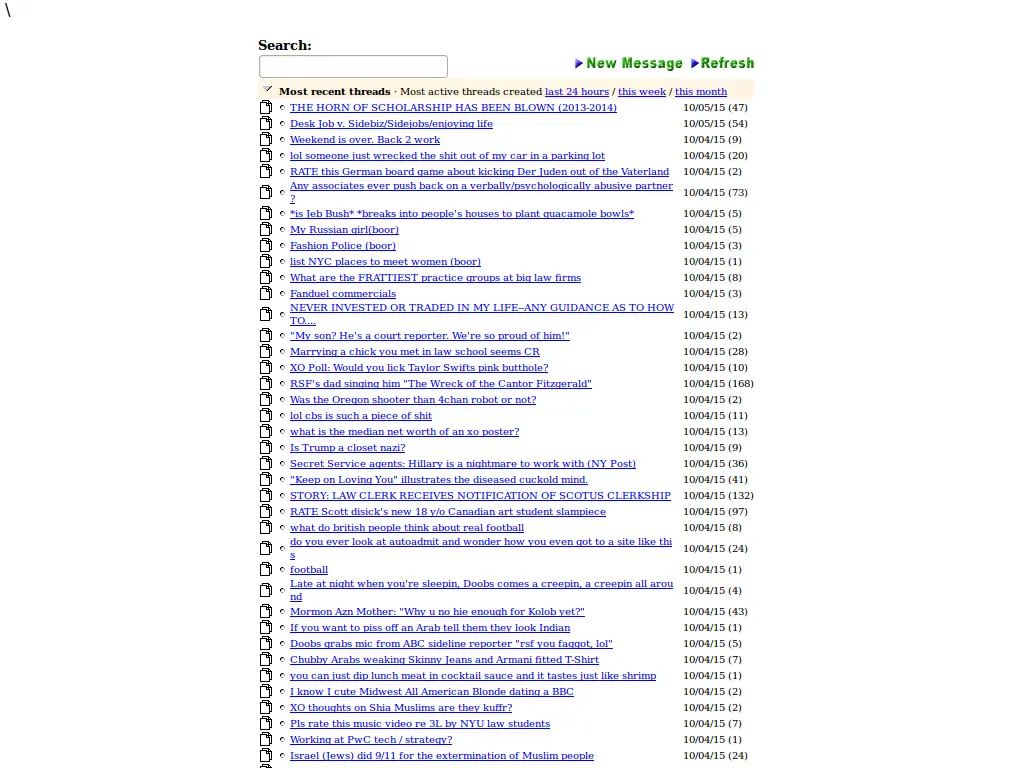 \
Search:
New Message Refresh
Most recent threads · Most active threads created last 24 hours / this week / this month
THE HORN OF SCHOLARSHIP HAS BEEN BLOWN (2013-2014) 10/05/15 (47)
Desk Job v. Sidebiz/Sidejobs/enjoying life 10/05/15 (54)
Weekend is over. Back 2 work 10/04/15 (9)
lol someone just wrecked the shit out of my car in a parking lot 10/04/15 (20)
RATE this German board game about kicking Der Juden out of the Vaterland 10/04/15 (2)
Any associates ever push back on a verbally/psychologically abusive partner
? 10/04/15 (73)
*is Jeb Bush* *breaks into people's houses to plant guacamole bowls* 10/04/15 (5)
My Russian girl(boor) 10/04/15 (5)
Fashion Police (boor) 10/04/15 (3)
list NYC places to meet women (boor) 10/04/15 (1)
What are the FRATTIEST practice groups at big law firms 10/04/15 (8)
Fanduel commercials 10/04/15 (3)
NEVER INVESTED OR TRADED IN MY LIFE--ANY GUIDANCE AS TO HOW
TO.... 10/04/15 (13)
"My son? He's a court reporter. We're so proud of him!" 10/04/15 (2)
Marrying a chick you met in law school seems CR 10/04/15 (28)
XO Poll: Would you lick Taylor Swifts pink butthole? 10/04/15 (10)
RSF's dad singing him "The Wreck of the Cantor Fitzgerald" 10/04/15 (168)
Was the Oregon shooter than 4chan robot or not? 10/04/15 (2)
lol cbs is such a piece of shit 10/04/15 (11)
what is the median net worth of an xo poster? 10/04/15 (13)
Is Trump a closet nazi? 10/04/15 (9)
Secret Service agents: Hillary is a nightmare to work with (NY Post) 10/04/15 (36)
"Keep on Loving You" illustrates the diseased cuckold mind. 10/04/15 (41)
STORY: LAW CLERK RECEIVES NOTIFICATION OF SCOTUS CLERKSHIP 10/04/15 (132)
RATE Scott disick's new 18 y/o Canadian art student slampiece 10/04/15 (97)
what do british people think about real football 10/04/15 (8)
do you ever look at autoadmit and wonder how you even got to a site like thi
s 10/04/15 (24)
football 10/04/15 (1)
Late at night when you're sleepin, Doobs comes a creepin, a creepin all arou
nd 10/04/15 (4)
Mormon Azn Mother: "Why u no hie enough for Kolob yet?" 10/04/15 (43)
If you want to piss off an Arab tell them they look Indian 10/04/15 (1)
Doobs grabs mic from ABC sideline reporter "rsf you faggot, lol" 10/04/15 (5)
Chubby Arabs weaking Skinny Jeans and Armani fitted T-Shirt 10/04/15 (7)
you can just dip lunch meat in cocktail sauce and it tastes just like shrimp 10/04/15 (1)
I know I cute Midwest All American Blonde dating a BBC 10/04/15 (2)
XO thoughts on Shia Muslims are they kuffr? 10/04/15 (2)
Pls rate this music video re 3L by NYU law students 10/04/15 (7)
Working at PwC tech / strategy? 10/04/15 (1)
Israel (Jews) did 9/11 for the extermination of Muslim people 10/04/15 (24)